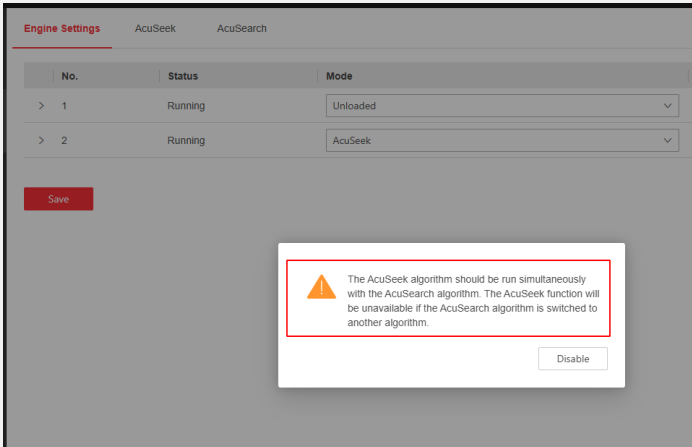 Engine Settings AcuSeek AcuSearch
No. Status Mode
1 Running Unloaded
2 Running AcuSeek
Save
The AcuSeek algorithm should be run simultaneously
with the AcuSearch algorithm. The AcuSeek function will
be unavailable if the AcuSearch algorithm is switched to
another algorithm.
Disable